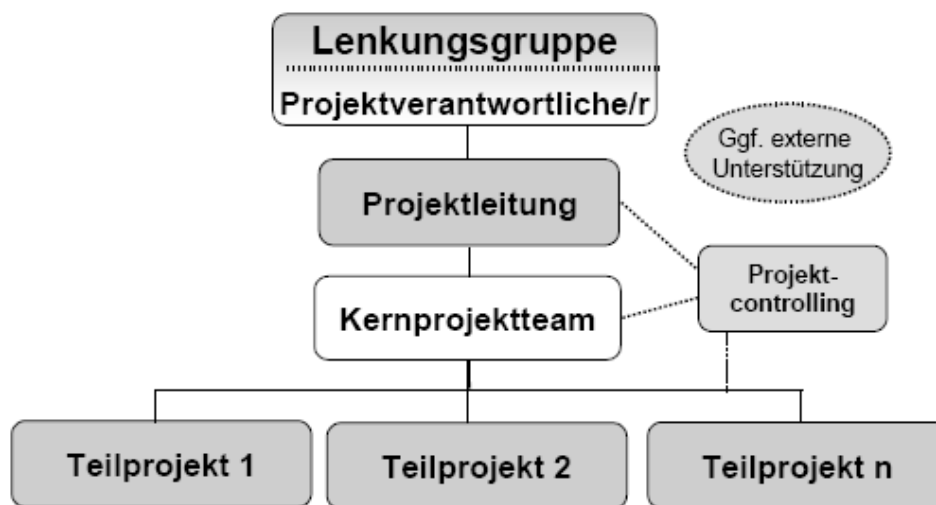 Lenkungsgruppe
Projektverantwortliche/r
Ggf. externe
Unterstützung
Projektleitung
Projekt-
controlling
Kernprojektteam
Teilprojekt 1
Teilprojekt 2
Teilprojekt n